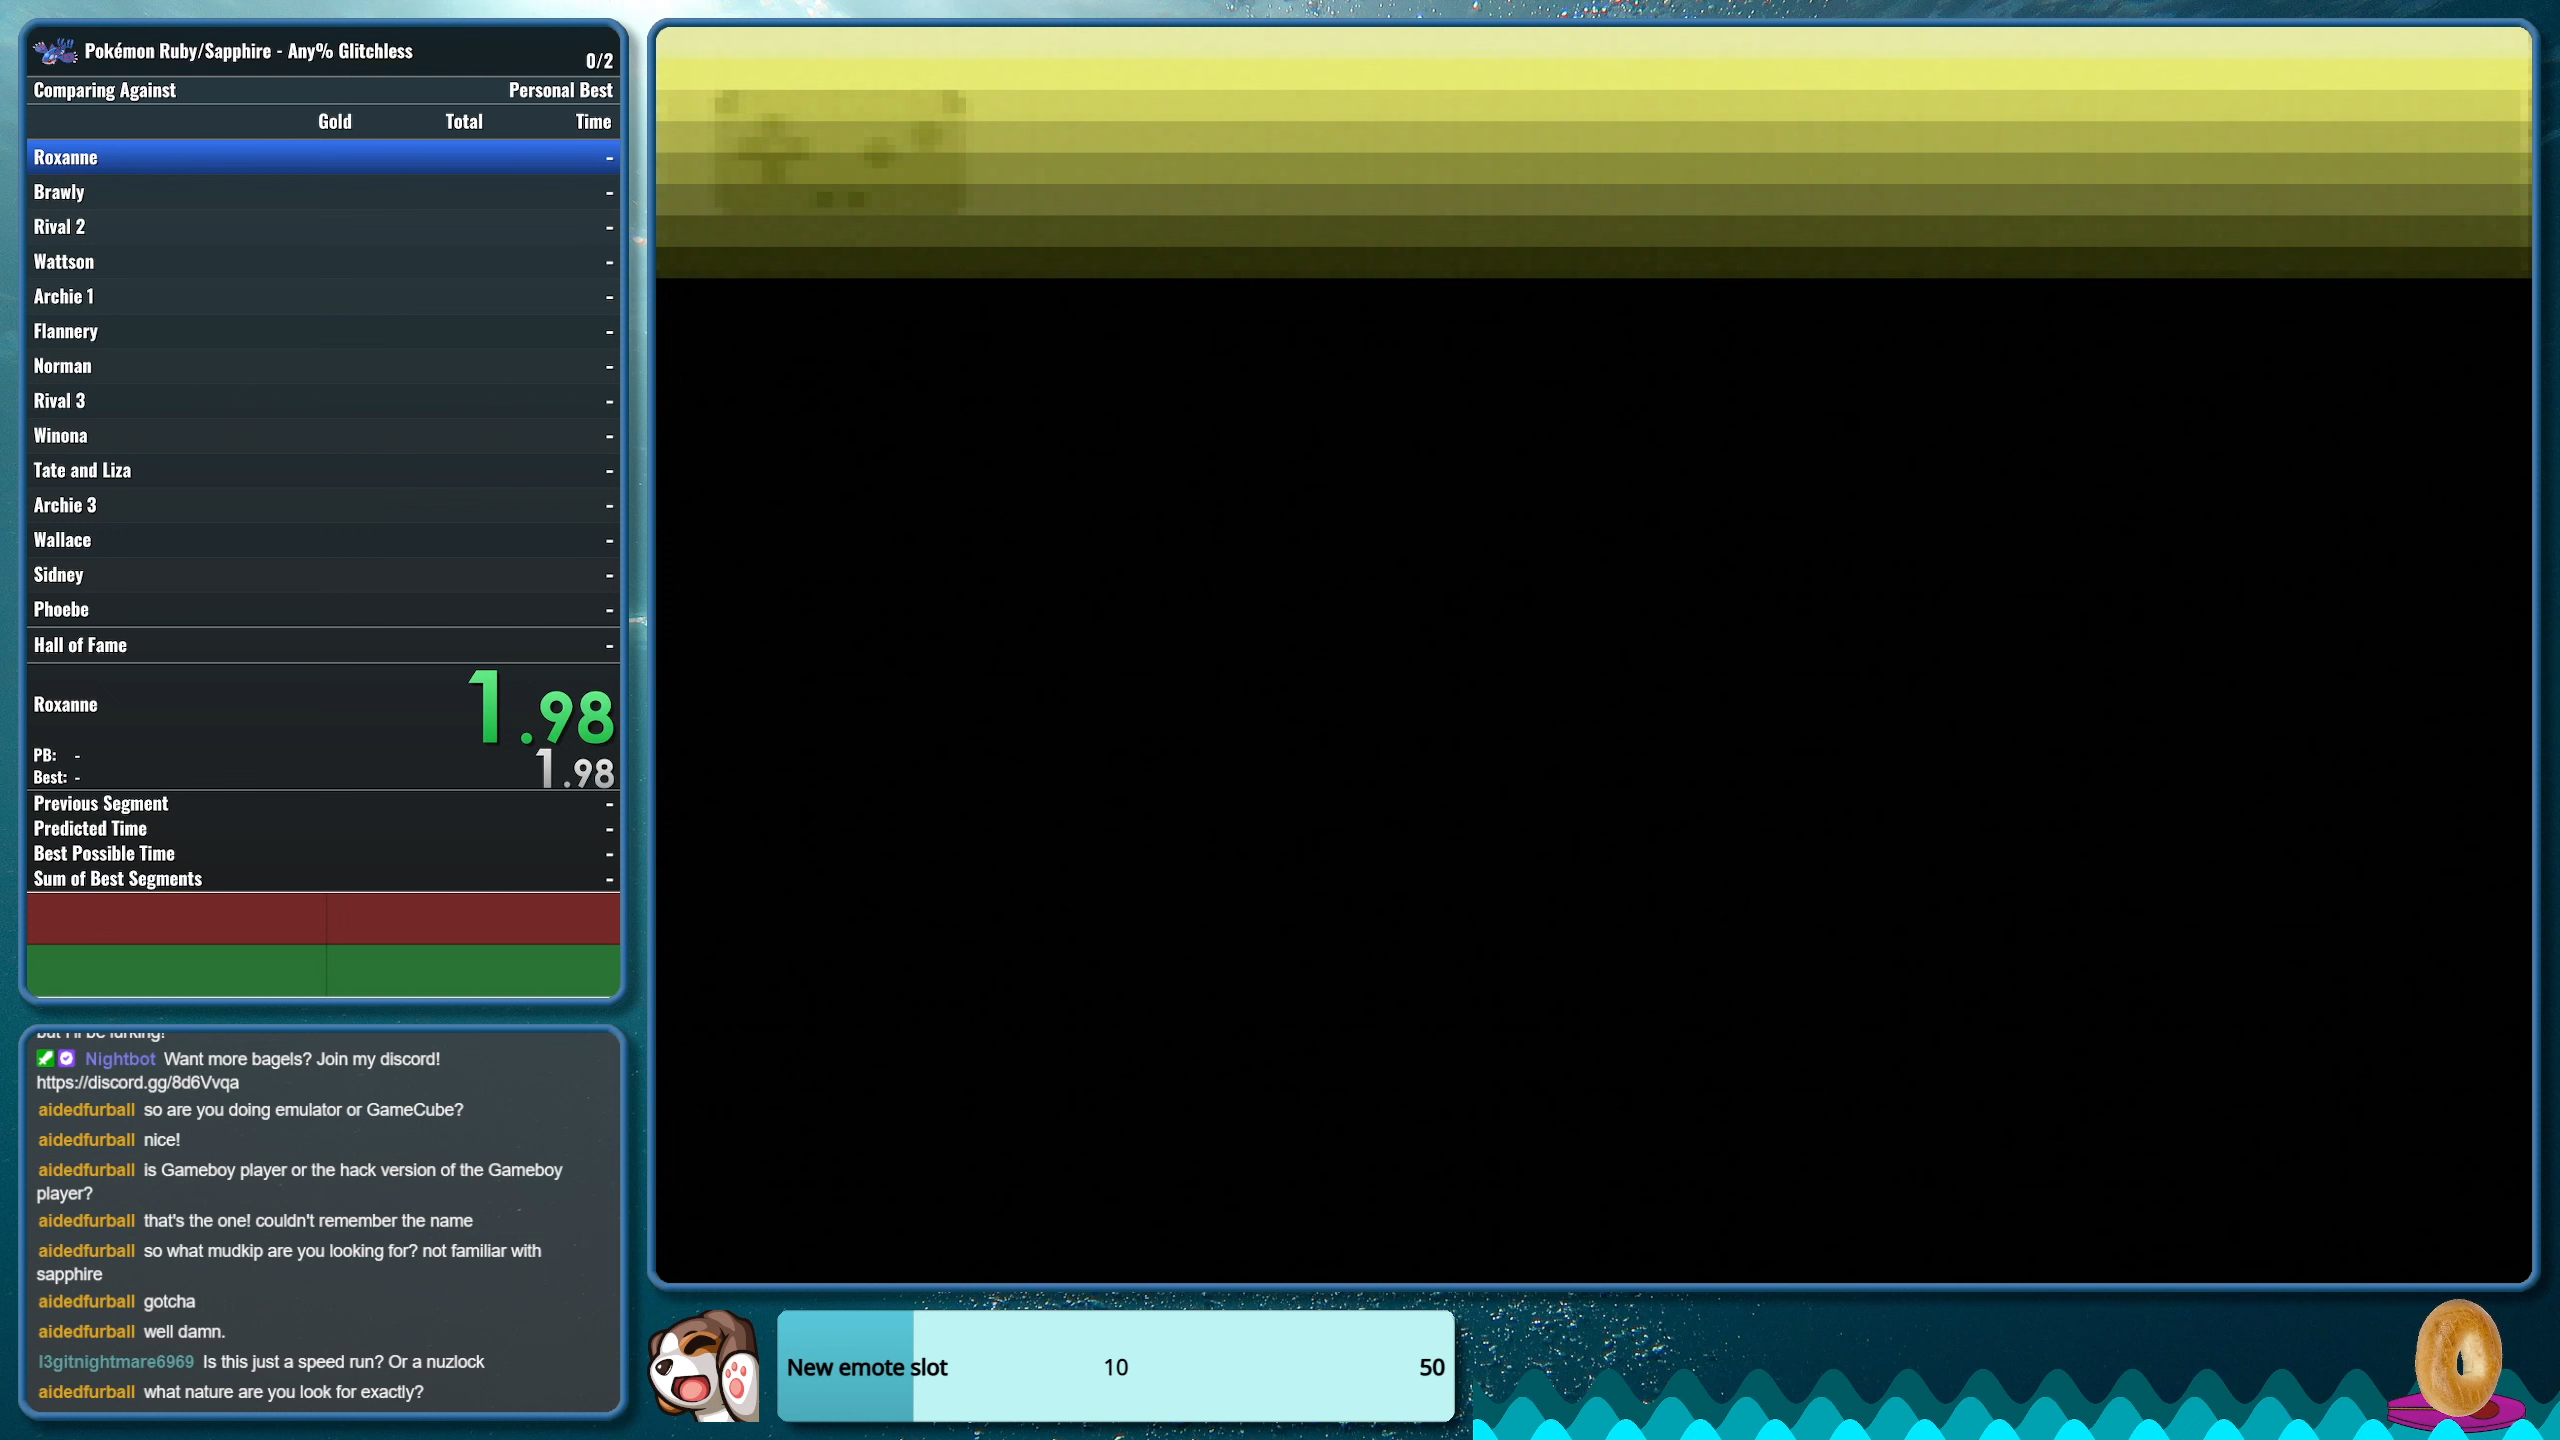 Pokémon Ruby/Sapphire - Any% Glitchless
0/2
Comparing Against Personal Best
Gold Total Time
Roxanne -
Brawly -
Rival 2 -
Wattson -
Archie 1 -
Flannery -
Norman -
Rival 3 -
Winona -
Tate and Liza -
Archie 3 -
Wallace -
Sidney -
Phoebe -
Hall of Fame -
Roxanne 1.98
PB: -
Best: - 1.98
Previous Segment -
Predicted Time -
Best Possible Time -
Sum of Best Segments -
but I'll be lurking!
Nightbot Want more bagels? Join my discord!
https://discord.gg/8d6Vvqa
aidedfurball so are you doing emulator or GameCube?
aidedfurball nice!
aidedfurball is Gameboy player or the hack version of the Gameboy
player?
aidedfurball that's the one! couldn't remember the name
aidedfurball so what mudkip are you looking for? not familiar with
sapphire
aidedfurball gotcha
aidedfurball well damn.
l3gitnightmare6969 Is this just a speed run? Or a nuzlock
aidedfurball what nature are you look for exactly?
New emote slot 10 50